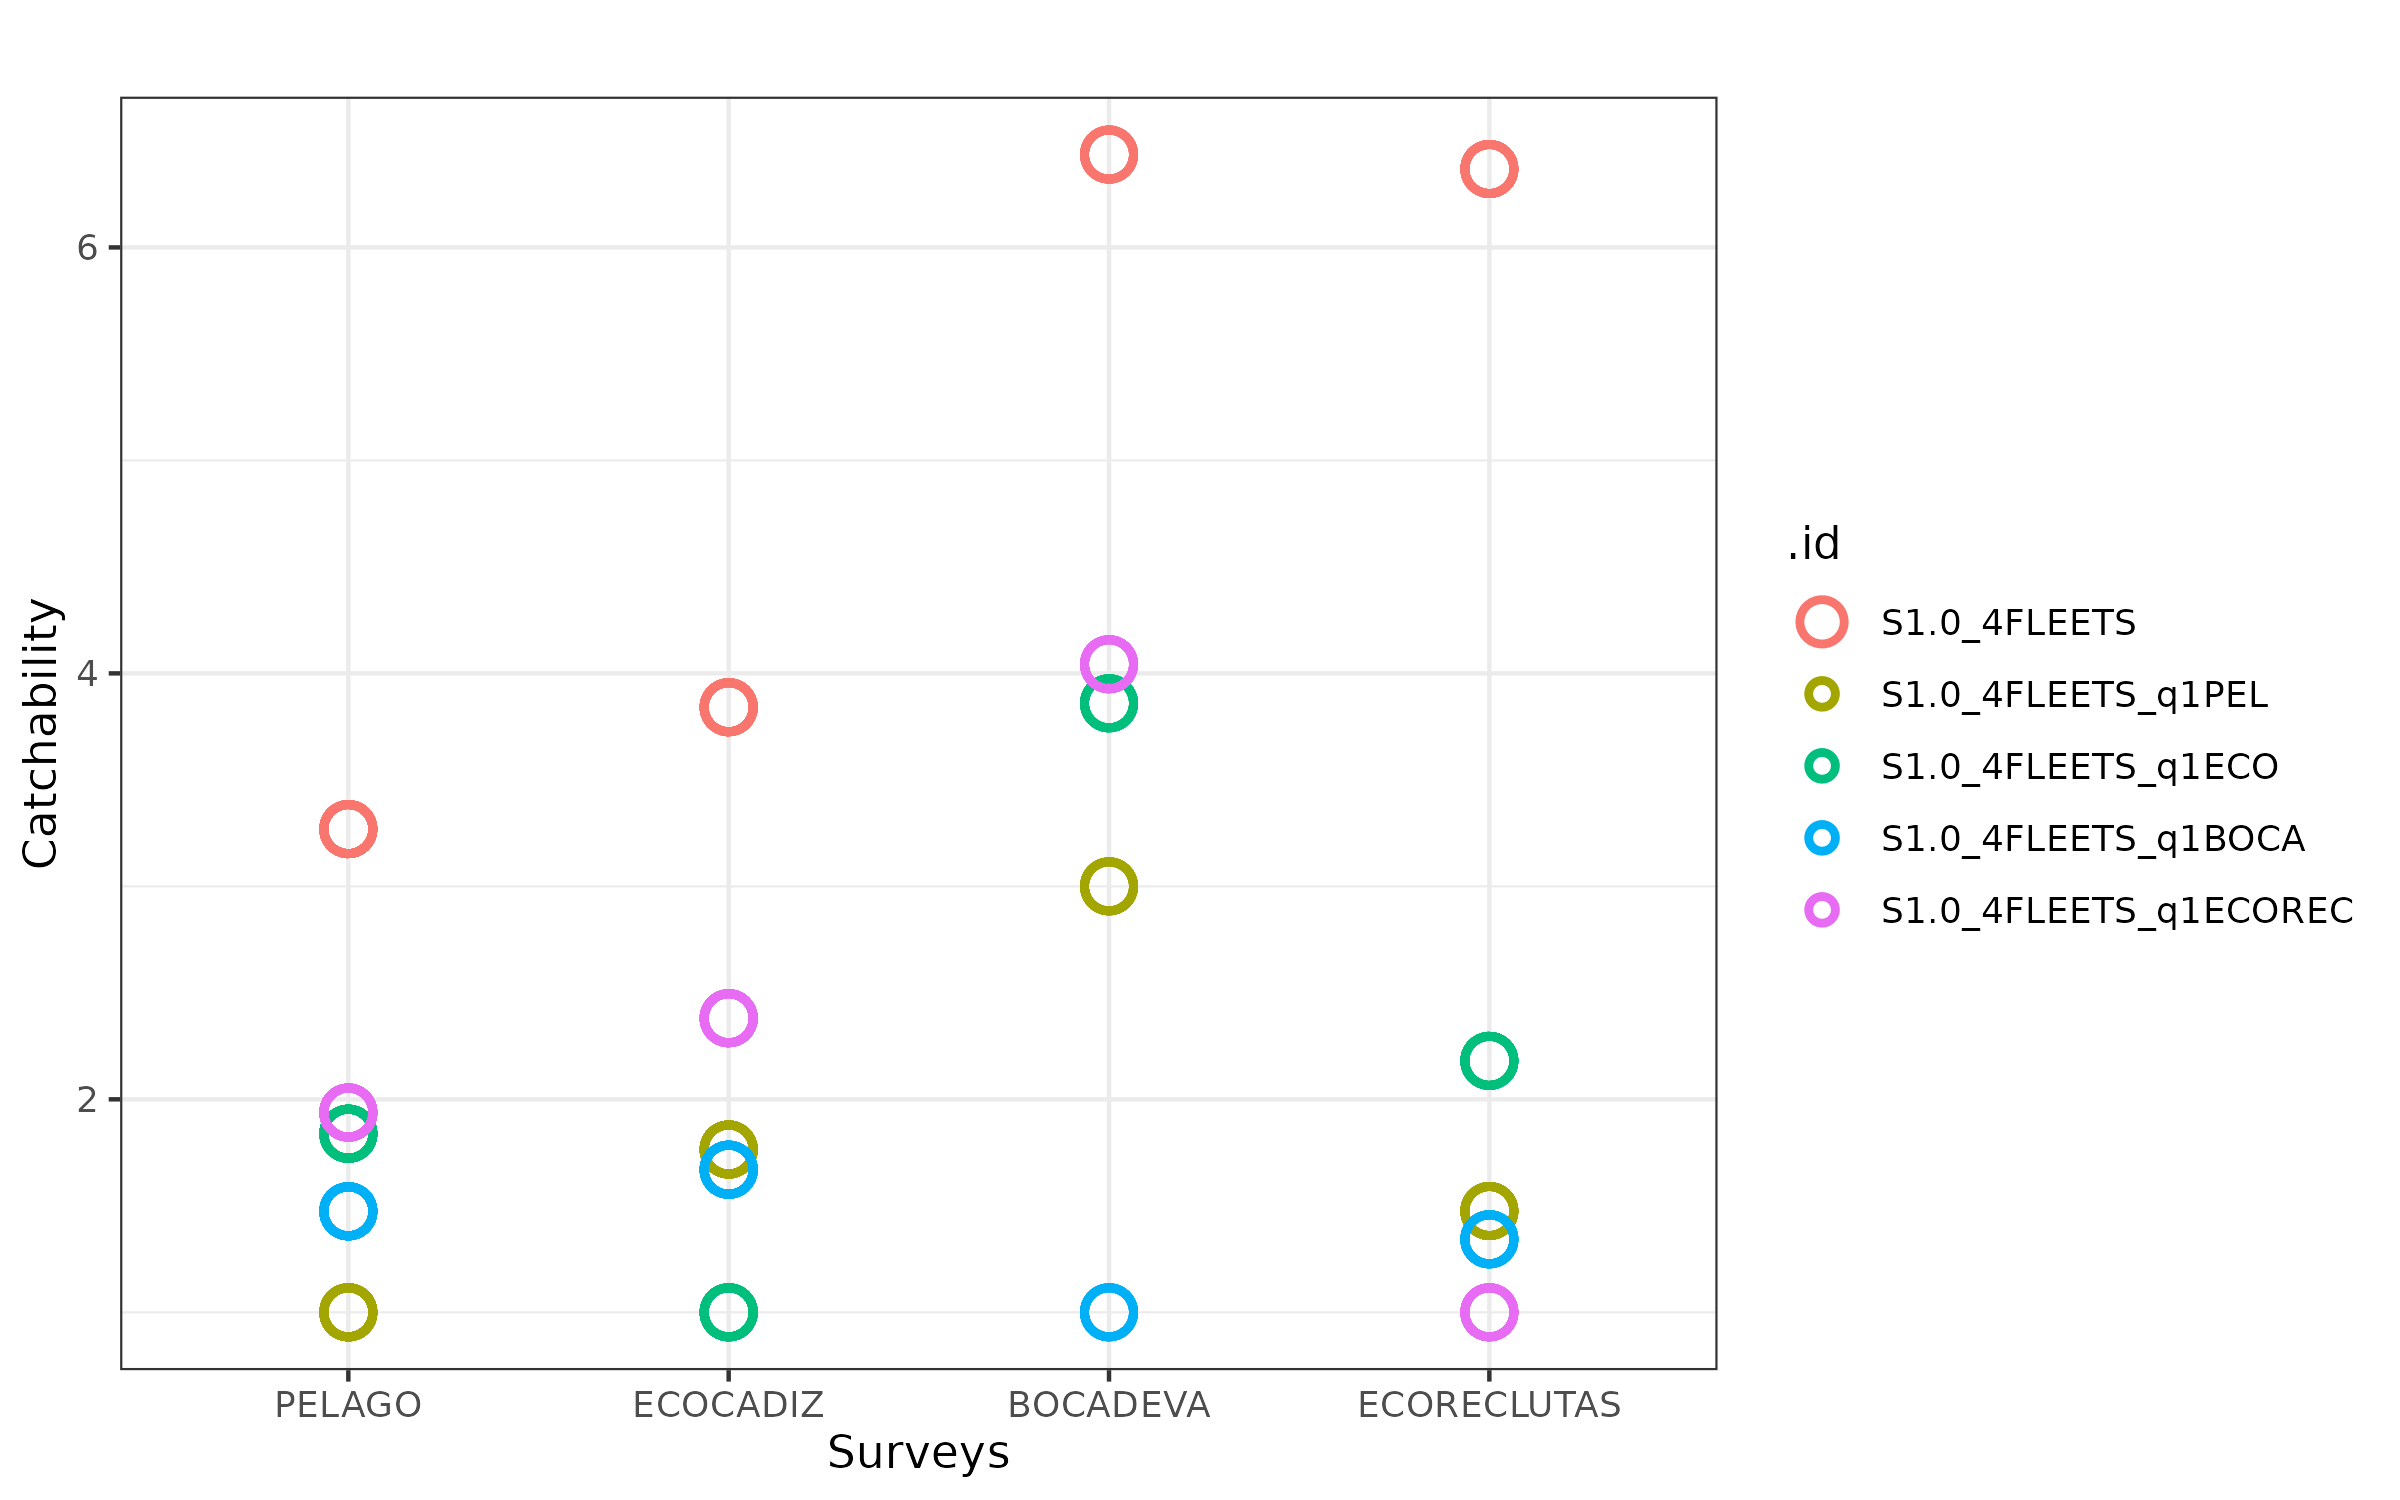 Catchability
6
4
2
PELAGO
ECOCADIZ
BOCADEVA
ECORECLUTAS
Surveys
.id
S1.0_4FLEETS
S1.0_4FLEETS_q1PEL
S1.0_4FLEETS_q1ECO
S1.0_4FLEETS_q1BOCA
S1.0_4FLEETS_q1ECOREC